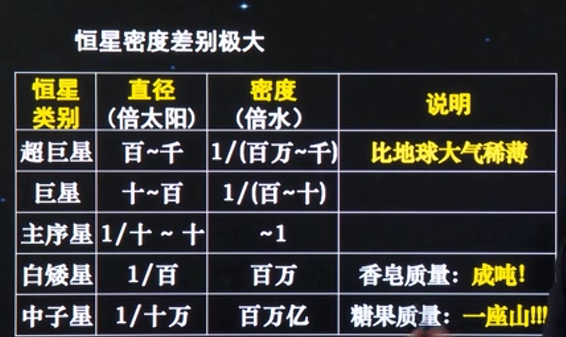 恒星密度差别极大
恒星类别 直径(倍太阳) 密度(倍水) 说明
超巨星 百~千 1/(百万~千) 比地球大气稀薄
巨星 十~百 1/(百~十)
主序星 1/十 ~ 十 ~1
白矮星 1/百 百万 香皂质量：成吨!
中子星 1/十万 百万亿 糖果质量：一座山!!!